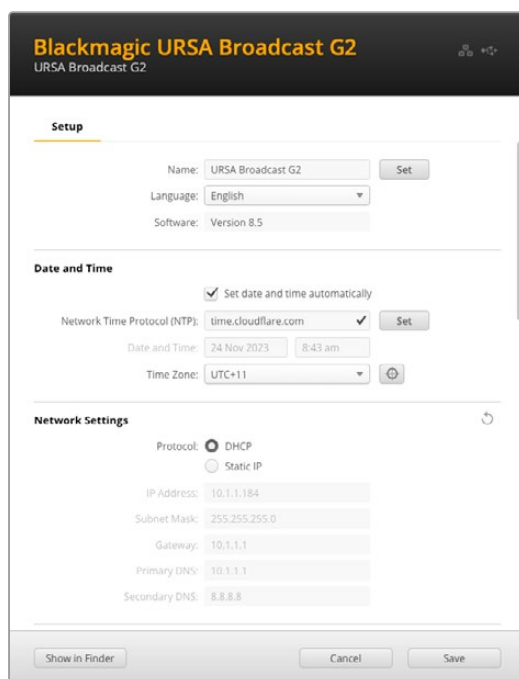 Blackmagic URSA Broadcast G2
URSA Broadcast G2
Setup
Name: URSA Broadcast G2 Set
Language: English
Software: Version 8.5
Date and Time
Set date and time automatically
Network Time Protocol (NTP): time.cloudflare.com Set
Date and Time: 24 Nov 2023 8:43 am
Time Zone: UTC+11
Network Settings
Protocol: DHCP
Static IP
IP Address: 10.1.1.184
Subnet Mask: 255.255.255.0
Gateway: 10.1.1.1
Primary DNS: 10.1.1.1
Secondary DNS: 8.8.8.8
Show in Finder Cancel Save